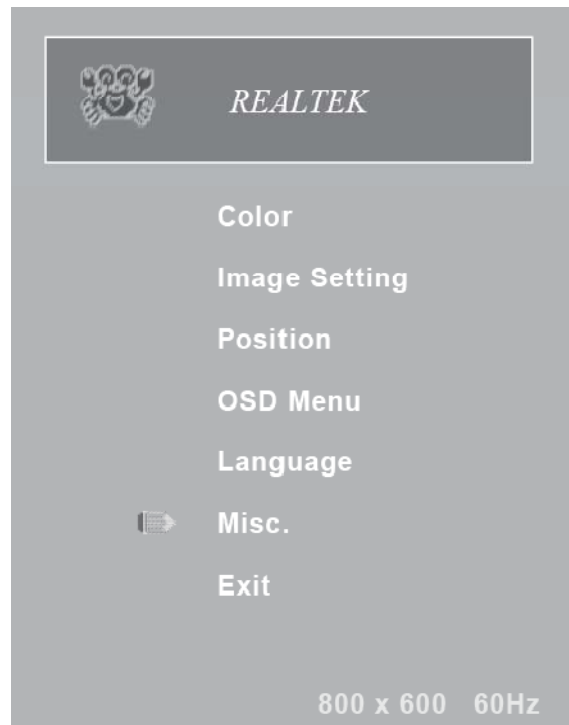 REALTEK
Color
Image Setting
Position
OSD Menu
Language
Misc.
Exit
800 x 600 60Hz